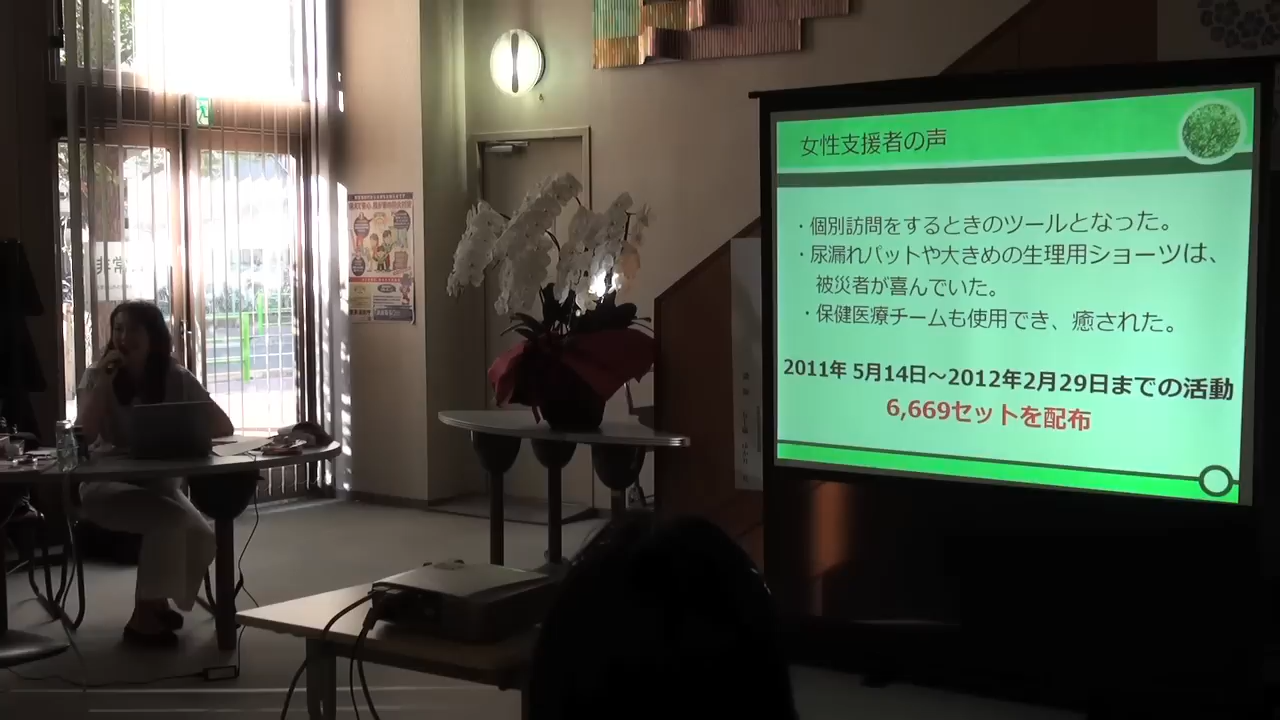 女性支援者の声
・個別訪問をするときのツールとなった。
・尿漏れパットや大きめの生理用ショーツは、
被災者が喜んでいた。
・保健医療チームも使用でき、癒された。
2011年 5月14日～2012年2月29日までの活動
6,669セットを配布
非常